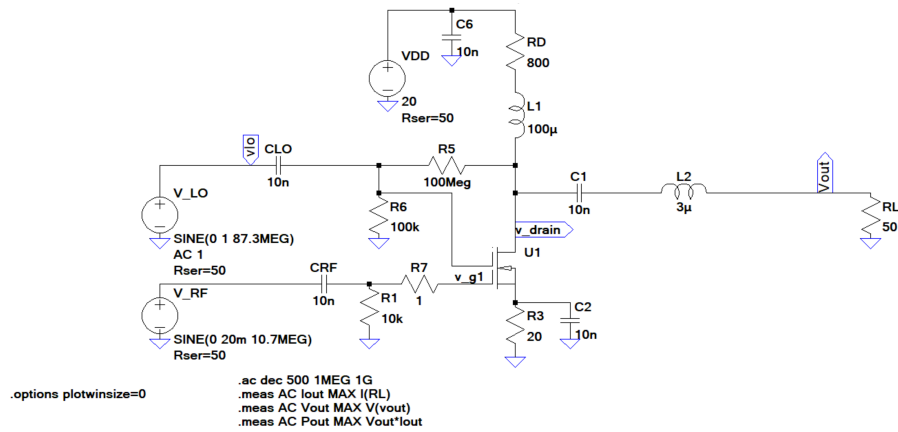 C6
10n
RD
800
VDD
20
Rser=50
L1
100µ
vlo
CLO
10n
R5
100Meg
V_LO
SINE(0 1 87.3MEG)
AC 1
Rser=50
R6
100k
C1
10n
L2
3µ
Vout
RL
50
v_drain
U1
CRF
10n
R7
1
v_g1
V_RF
SINE(0 20m 10.7MEG)
Rser=50
R1
10k
R3
20
C2
10n
.options plotwinsize=0
.ac dec 500 1MEG 1G
.meas AC Iout MAX I(RL)
.meas AC Vout MAX V(vout)
.meas AC Pout MAX Vout*Iout